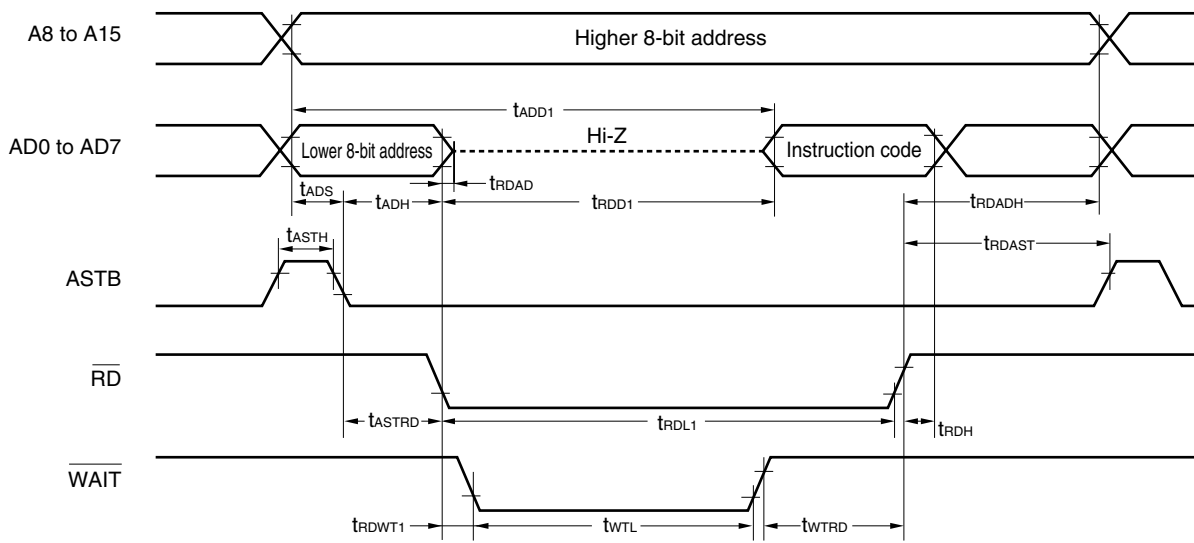 A8 to A15
Higher 8-bit address
tADD1
AD0 to AD7
Lower 8-bit address
Hi-Z
Instruction code
tRDAD
tADS
tADH
tRDD1
tRDADH
tASTH
tRDAST
ASTB
RD
tASTRD
tRDL1
tRDH
WAIT
tRDWT1
tWTL
tWTRD